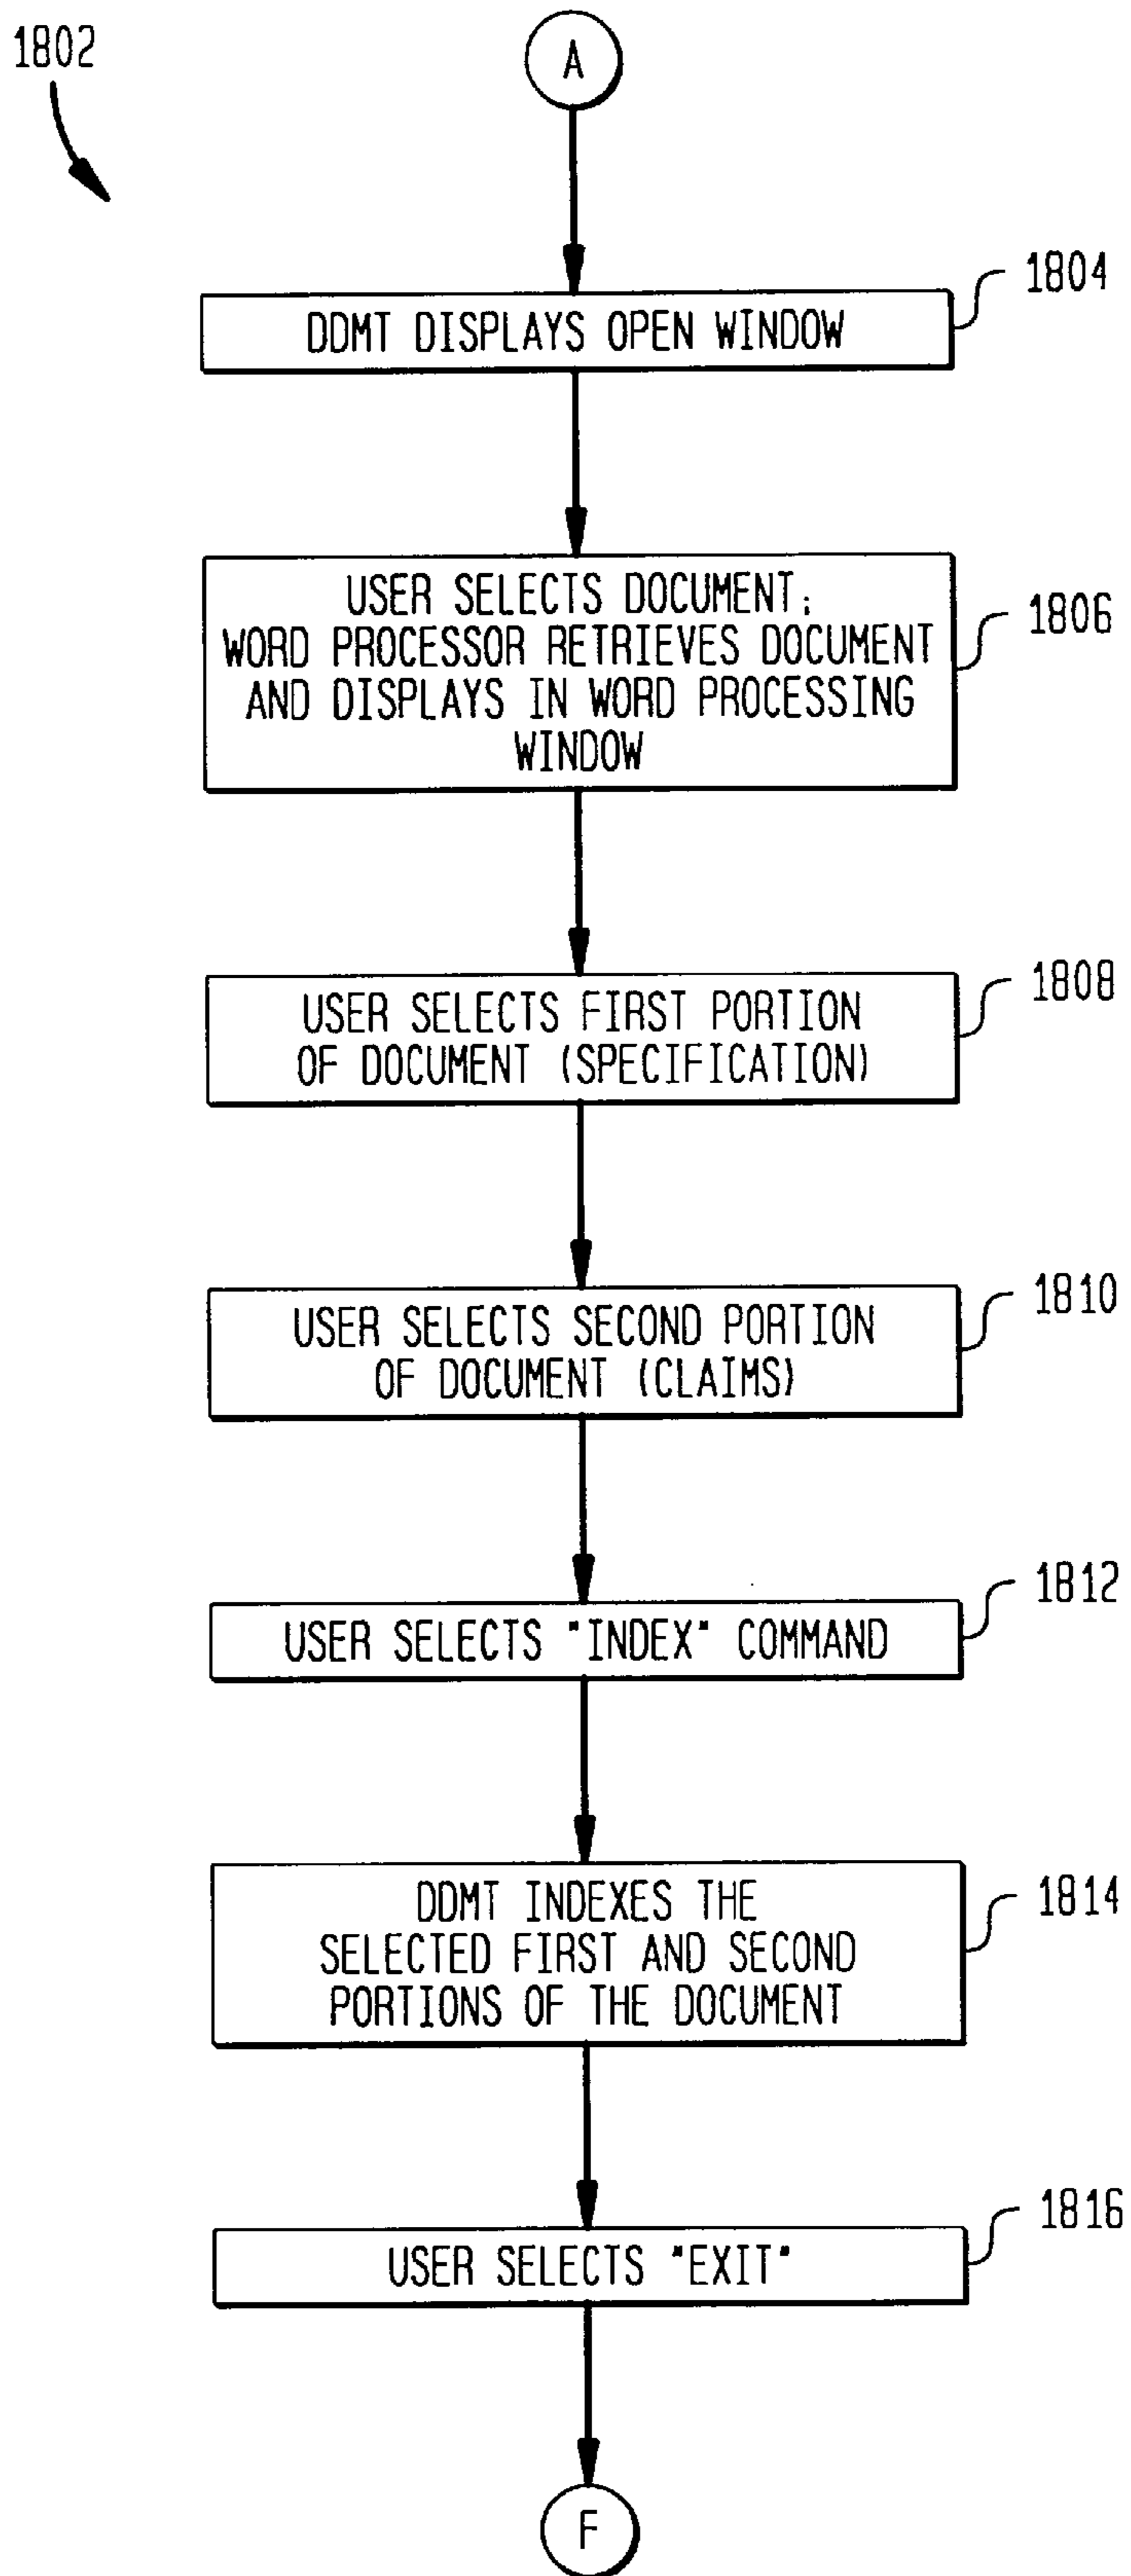 1802
A
1804
DDMT DISPLAYS OPEN WINDOW
USER SELECTS DOCUMENT;
WORD PROCESSOR RETRIEVES DOCUMENT
AND DISPLAYS IN WORD PROCESSING
WINDOW
1806
USER SELECTS FIRST PORTION
OF DOCUMENT (SPECIFICATION)
1808
USER SELECTS SECOND PORTION
OF DOCUMENT (CLAIMS)
1810
1812
USER SELECTS "INDEX" COMMAND
DDMT INDEXES THE
SELECTED FIRST AND SECOND
PORTIONS OF THE DOCUMENT
1814
1816
USER SELECTS "EXIT"
F